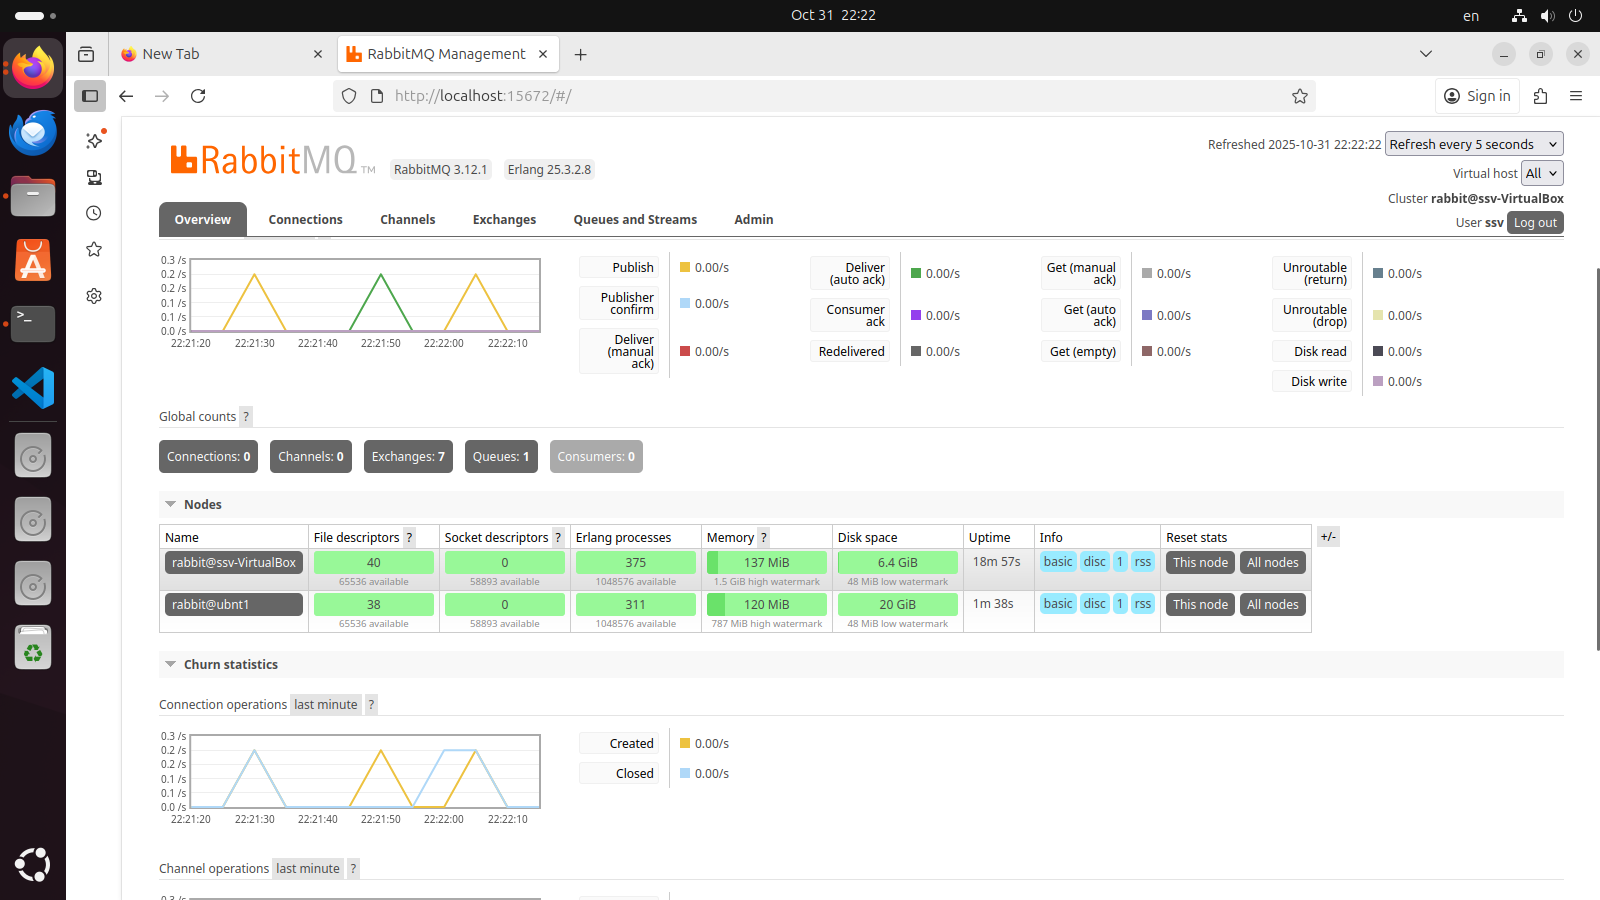 Oct 31 22:22
en
New Tab
RabbitMQ Management
http://localhost:15672/#/
Sign in
RabbitMQ TM
RabbitMQ 3.12.1
Erlang 25.3.2.8
Refreshed 2025-10-31 22:22:22
Refresh every 5 seconds
Virtual host All
Cluster rabbit@ssv-VirtualBox
User ssv Log out
Overview Connections Channels Exchanges Queues and Streams Admin
0.3 /s
0.2 /s
0.1 /s
0.1 /s
0.0 /s
22:21:20 22:21:30 22:21:40 22:21:50 22:22:00 22:22:10
Publish 0.00/s
Publisher confirm 0.00/s
Deliver (manual ack) 0.00/s
Deliver (auto ack) 0.00/s
Consumer ack 0.00/s
Redelivered 0.00/s
Get (manual ack) 0.00/s
Get (auto ack) 0.00/s
Get (empty) 0.00/s
Unroutable (return) 0.00/s
Unroutable (drop) 0.00/s
Disk read 0.00/s
Disk write 0.00/s
Global counts ?
Connections: 0 Channels: 0 Exchanges: 7 Queues: 1 Consumers: 0
Nodes
Name File descriptors ? Socket descriptors ? Erlang processes Memory ? Disk space Uptime Info Reset stats +/-
rabbit@ssv-VirtualBox 40 0 375 137 MiB 6.4 GiB 18m 57s basic disc 1 rss This node All nodes
65536 available 58893 available 1048576 available 1.5 GiB high watermark 48 MiB low watermark
rabbit@ubnt1 38 0 311 120 MiB 20 GiB 1m 38s basic disc 1 rss This node All nodes
65536 available 58893 available 1048576 available 787 MiB high watermark 48 MiB low watermark
Churn statistics
Connection operations last minute ?
0.3 /s
0.2 /s
0.2 /s
0.1 /s
0.1 /s
0.0 /s
22:21:20 22:21:30 22:21:40 22:21:50 22:22:00 22:22:10
Created 0.00/s
Closed 0.00/s
Channel operations last minute ?
0.3 /s